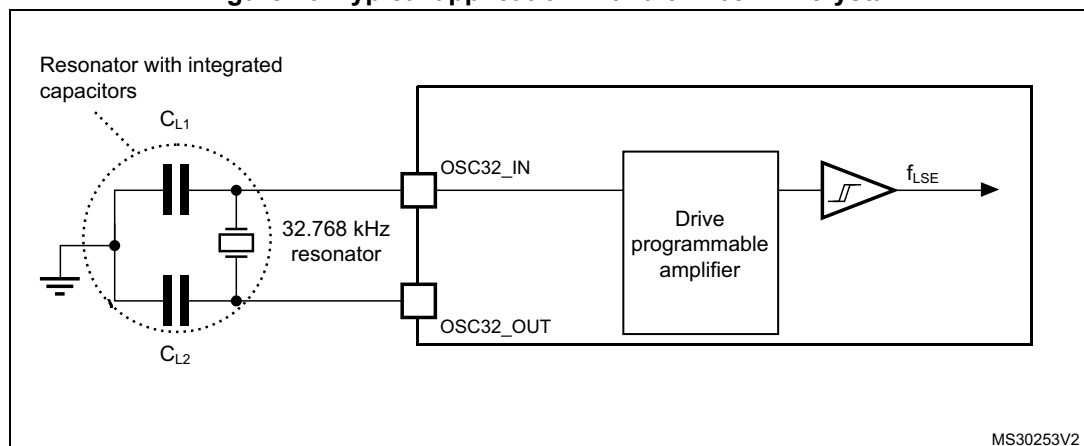 Resonator with integrated
capacitors
CL1
OSC32_IN
fLSE
32.768 kHz
resonator
Drive
programmable
amplifier
OSC32_OUT
CL2
MS30253V2